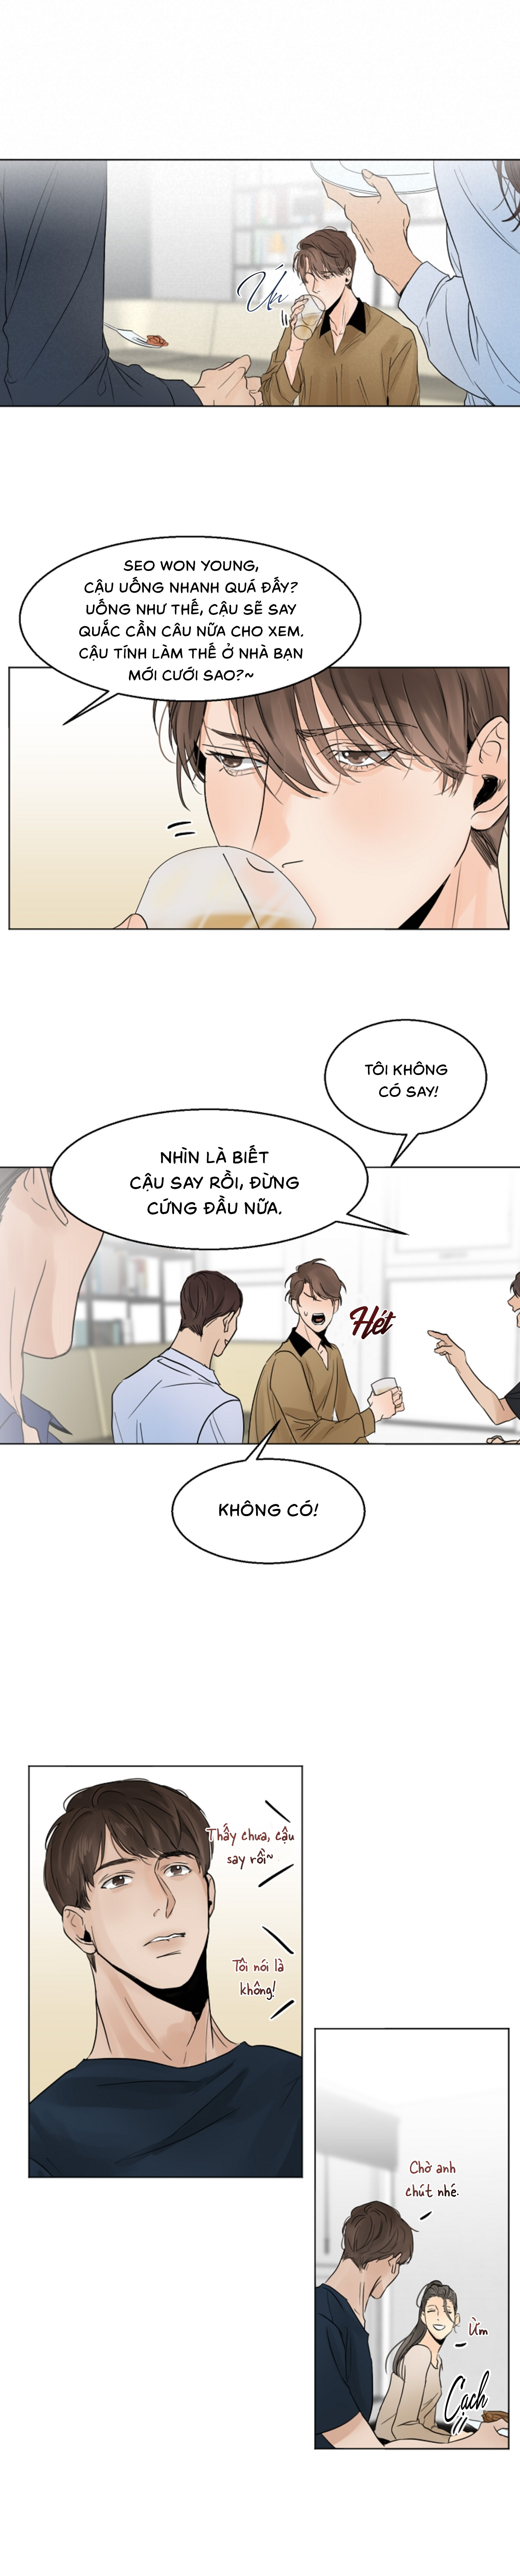 Ực
SEO WON YOUNG,
CẬU UỐNG NHANH QUÁ ĐẤY?
UỐNG NHƯ THẾ, CẬU SẼ SAY
QUẮC CẦN CÂU NỮA CHO XEM.
CẬU TÍNH LÀM THẾ Ở NHÀ BẠN
MỚI CƯỚI SAO?~
TÔI KHÔNG
CÓ SAY!
NHÌN LÀ BIẾT
CẬU SAY RỒI, ĐỪNG
CỨNG ĐẦU NỮA.
Hét
KHÔNG CÓ!
Thấy chưa, cậu
say rồi~
Tôi nói là
không!
Chờ anh
chút nhé.
Ừm
Cạch